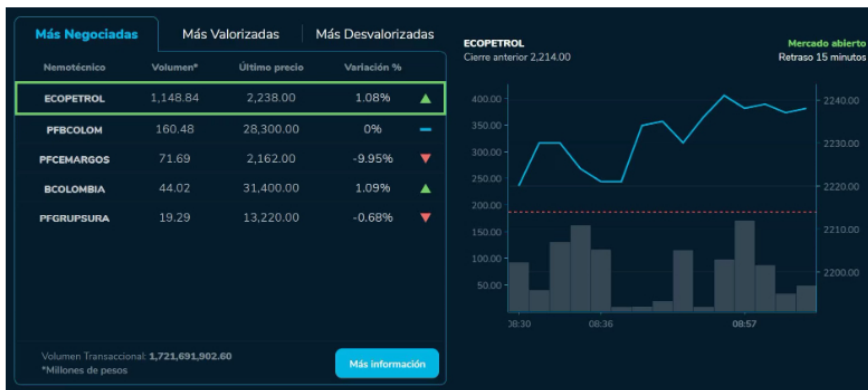 Más Negociadas Más Valorizadas Más Desvalorizadas
Nemotécnico Volumen* Último precio Variación %
ECOPETROL 1,148.84 2,238.00 1.08%
PFBCOLOM 160.48 28,300.00 0%
PFCEMARGOS 71.69 2,162.00 -9.95%
BCOLOMBIA 44.02 31,400.00 1.09%
PFGRUPSURA 19.29 13,220.00 -0.68%
Volumen Transaccional: 1,721,691,902.60
*Millones de pesos
Más información
ECOPETROL Mercado abierto
Cierre anterior 2,214.00 Retraso 15 minutos
400.00 2240.00
350.00
300.00 2230.00
250.00 2220.00
200.00
150.00 2210.00
100.00 2200.00
50.00
08:30 08:36 08:57